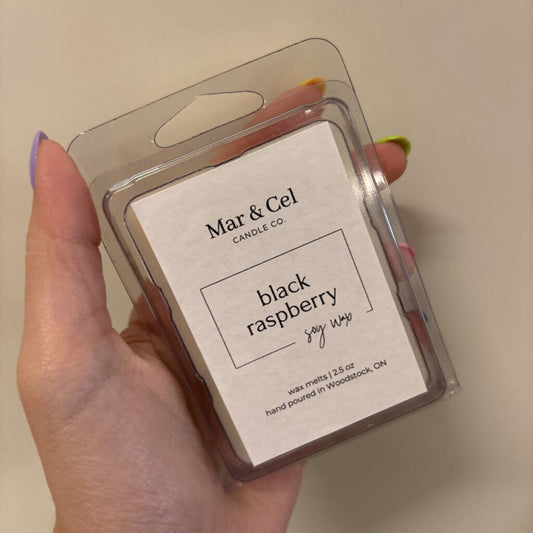 Mar & Cel
CANDLE CO.
black
raspberry
soy wax
wax melts | 2.5 oz
hand poured in Woodstock, ON